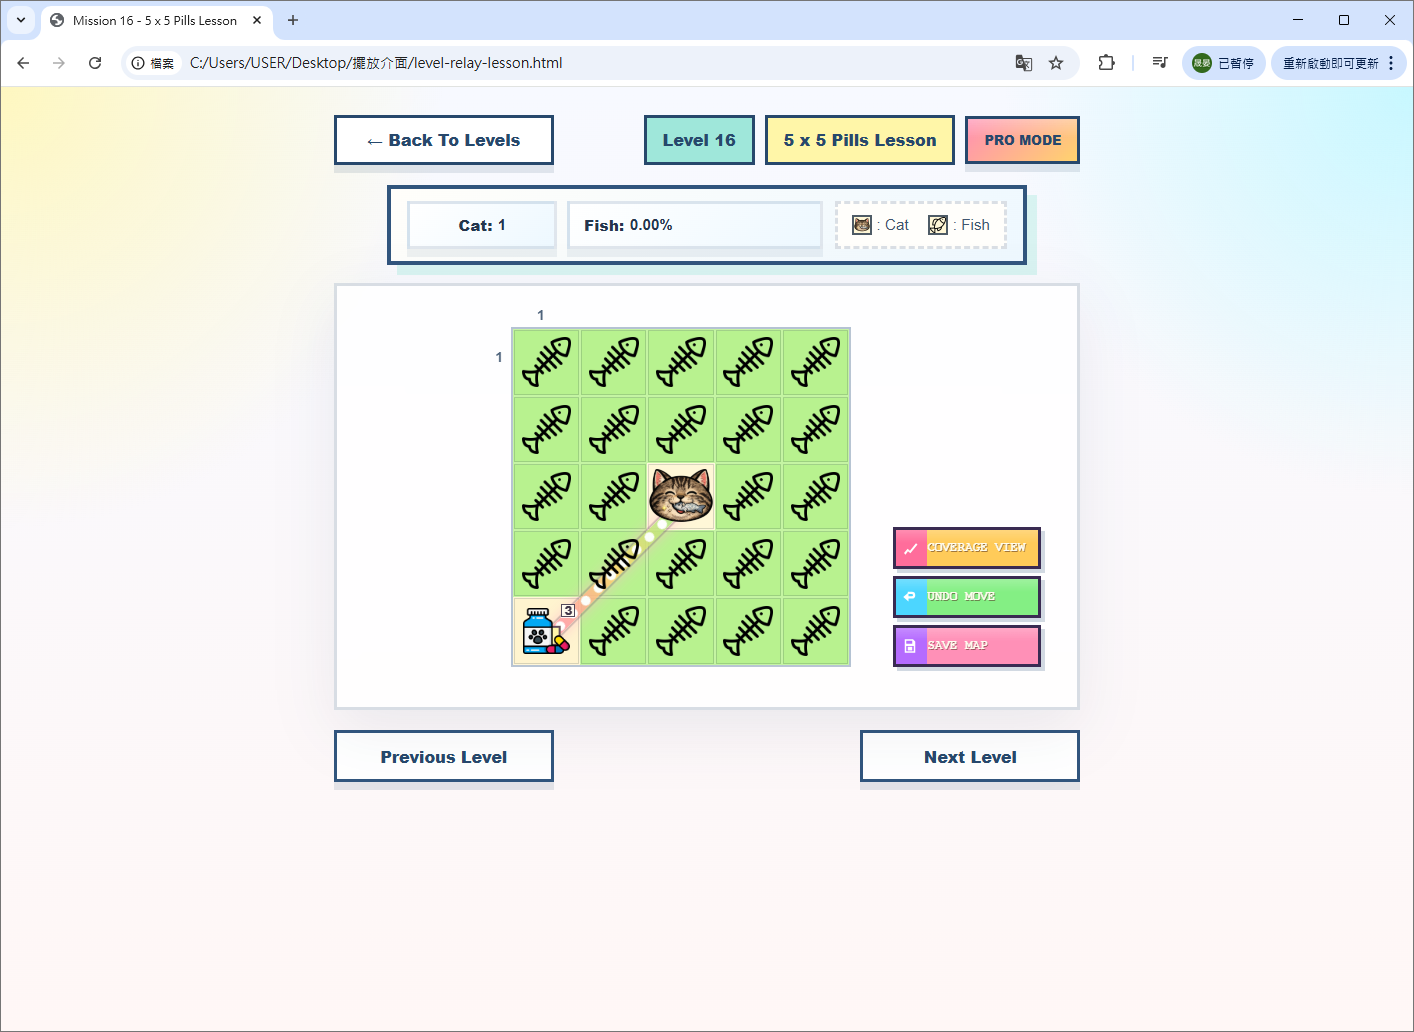 Mission 16 - 5 x 5 Pills Lesson
檔案
C:/Users/USER/Desktop/擺放介面/level-relay-lesson.html
已暫停
重新啟動即可更新
← Back To Levels
Level 16
5 x 5 Pills Lesson
PRO MODE
Cat: 1
Fish: 0.00%
: Cat
: Fish
1
1
3
COVERAGE VIEW
UNDO MOVE
SAVE MAP
Previous Level
Next Level